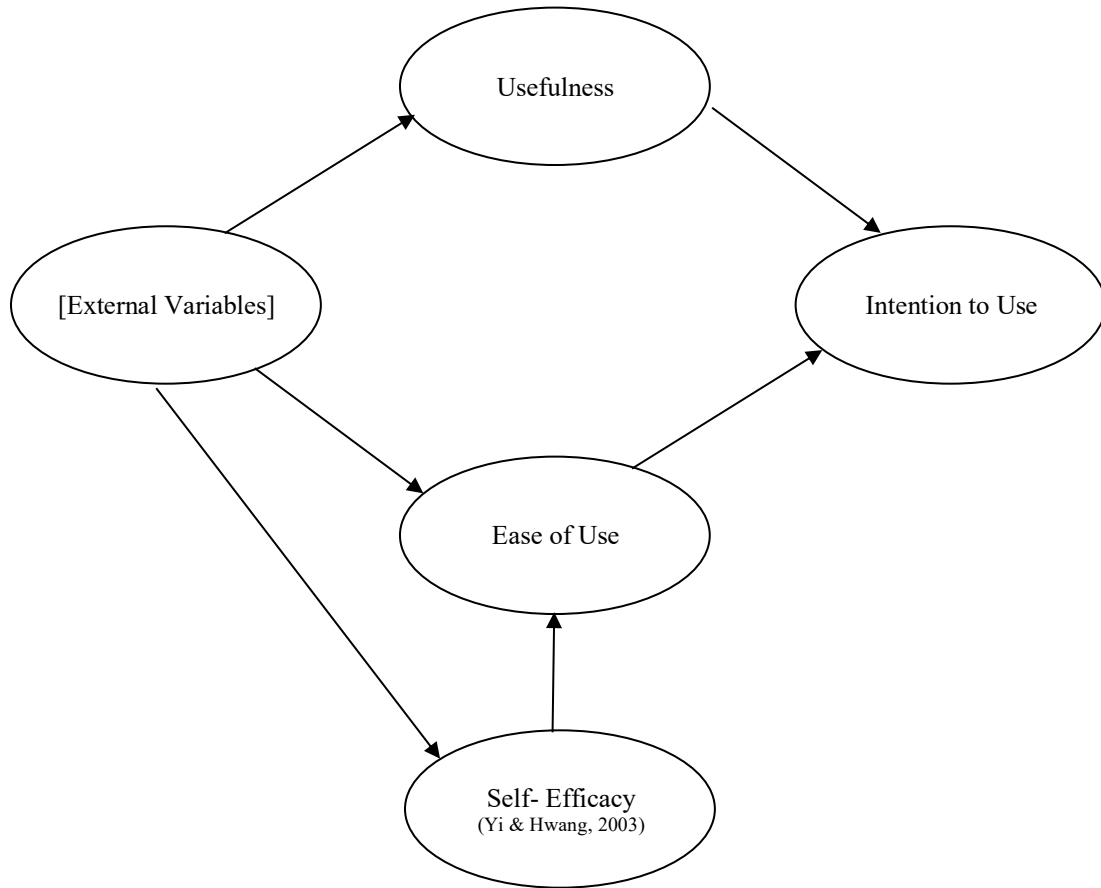 Usefulness
[External Variables]
Intention to Use
Ease of Use
Self- Efficacy
(Yi & Hwang, 2003)